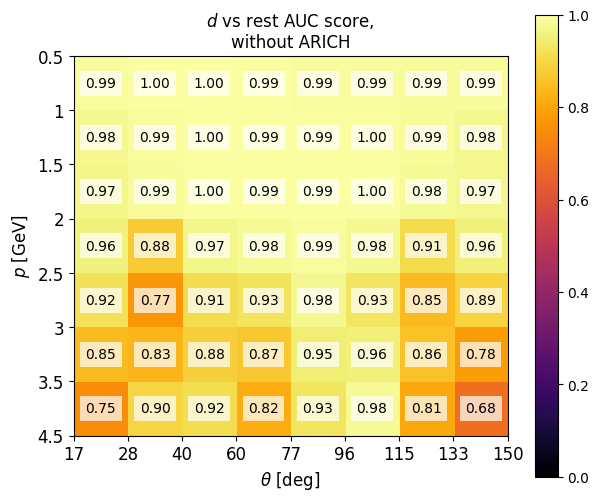 d vs rest AUC score,
without ARICH
1.0
0.5
0.99 1.00 1.00 0.99 0.99 0.99 0.99 0.99
1
0.98 0.99 1.00 0.99 0.99 1.00 0.99 0.98
0.8
1.5
0.97 0.99 1.00 0.99 0.99 1.00 0.98 0.97
2
0.96 0.88 0.97 0.98 0.99 0.98 0.91 0.96
0.6
p [GeV]
2.5
0.92 0.77 0.91 0.93 0.98 0.93 0.85 0.89
0.4
3
0.85 0.83 0.88 0.87 0.95 0.96 0.86 0.78
3.5
0.2
0.75 0.90 0.92 0.82 0.93 0.98 0.81 0.68
4.5
17 28 40 60 77 96 115 133 150
0.0
θ [deg]